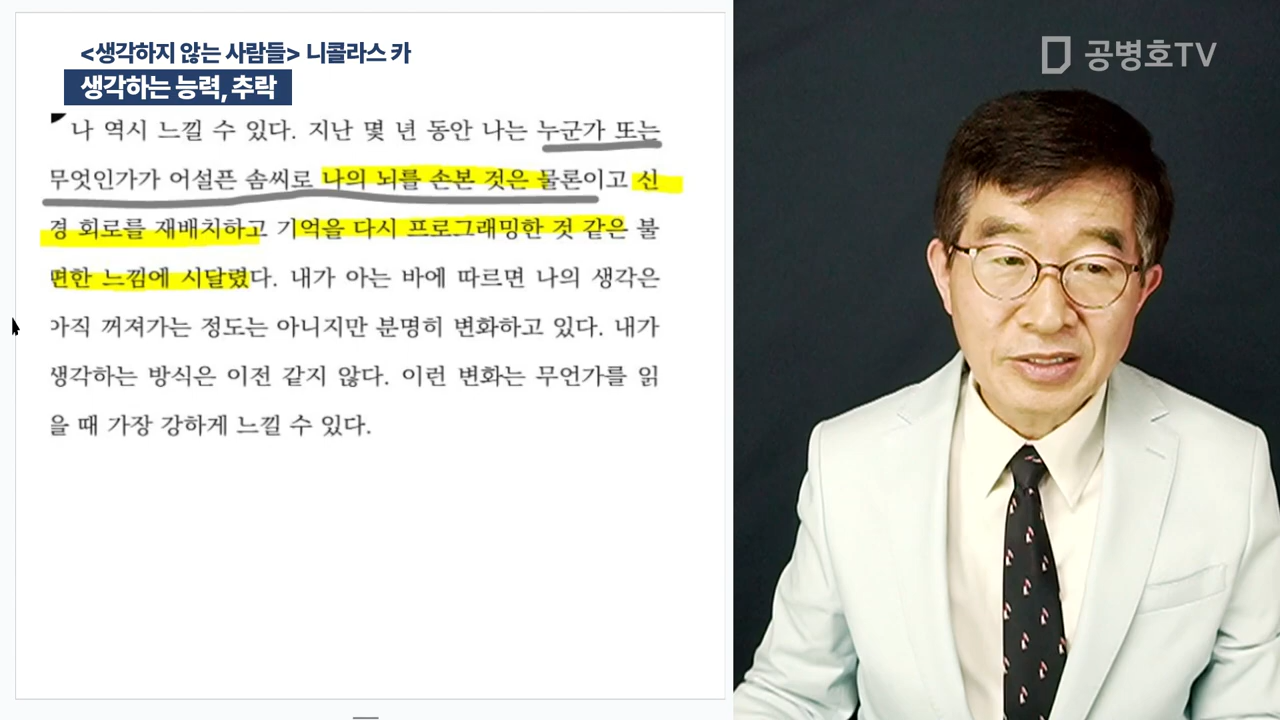 <생각하지 않는 사람들> 니콜라스 카
공병호TV
생각하는 능력, 추락
나 역시 느낄 수 있다. 지난 몇 년 동안 나는 누군가 또는
무엇인가가 어설픈 솜씨로 나의 뇌를 손본 것은 물론이고 신
경 회로를 재배치하고 기억을 다시 프로그래밍한 것 같은 불
편한 느낌에 시달렸다. 내가 아는 바에 따르면 나의 생각은
아직 꺼져가는 정도는 아니지만 분명히 변화하고 있다. 내가
생각하는 방식은 이전 같지 않다. 이런 변화는 무언가를 읽
을 때 가장 강하게 느낄 수 있다.